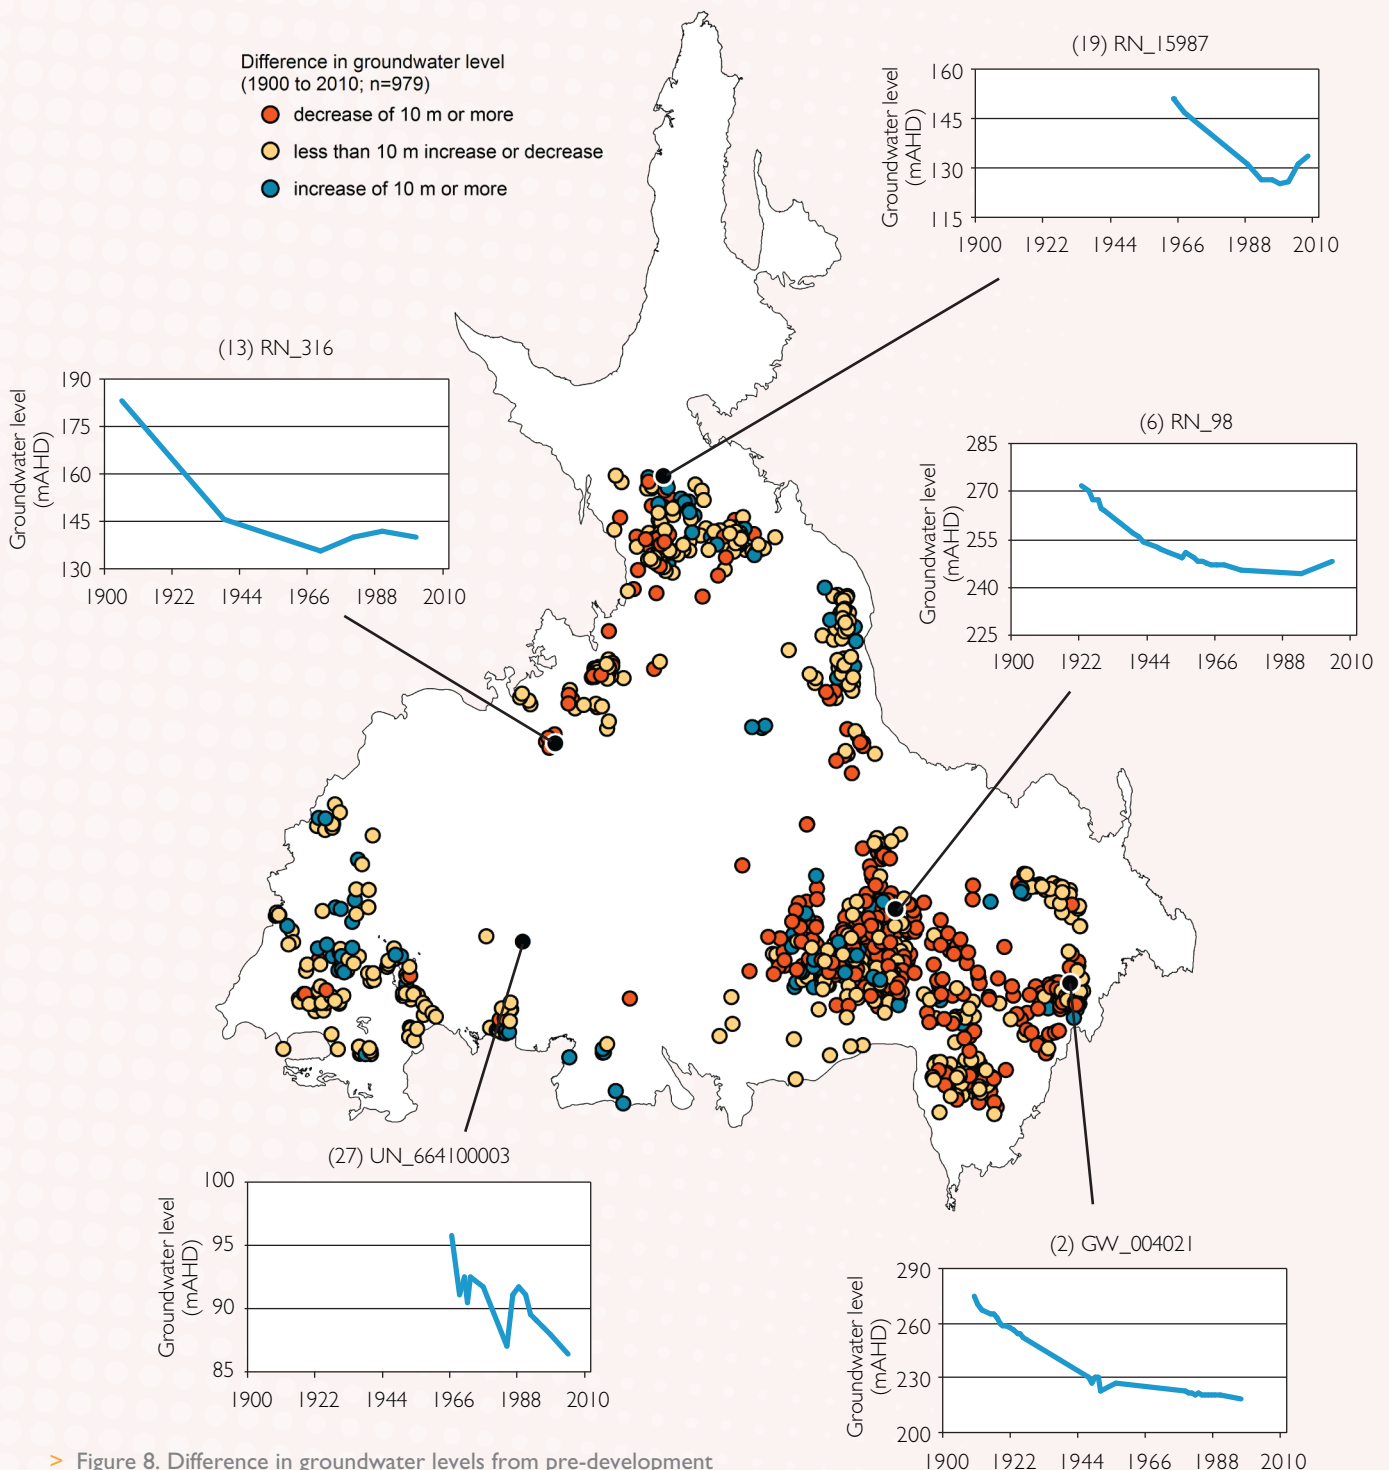 Difference in groundwater level
(1900 to 2010; n=979)
decrease of 10 m or more
less than 10 m increase or decrease
increase of 10 m or more
(19) RN_15987
Groundwater level
(mAHD)
160
145
130
115
1900 1922 1944 1966 1988 2010
(13) RN_316
Groundwater level
(mAHD)
190
175
160
145
130
1900 1922 1944 1966 1988 2010
(6) RN_98
Groundwater level
(mAHD)
285
270
255
240
225
1900 1922 1944 1966 1988 2010
(27) UN_664100003
Groundwater level
(mAHD)
100
95
90
85
1900 1922 1944 1966 1988 2010
(2) GW_004021
Groundwater level
(mAHD)
290
260
230
200
1900 1922 1944 1966 1988 2010
> Figure 8. Difference in groundwater levels from pre-development